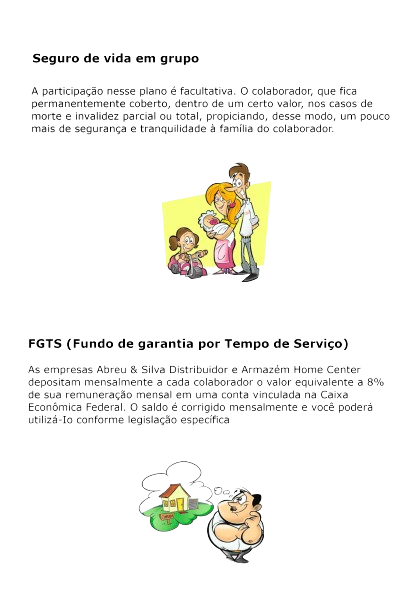 Seguro de vida em grupo
A participação nesse plano é facultativa. O colaborador, que fica
permanentemente coberto, dentro de um certo valor, nos casos de
morte e invalidez parcial ou total, propiciando, desse modo, um pouco
mais de segurança e tranquilidade à família do colaborador.
FGTS (Fundo de garantia por Tempo de Serviço)
As empresas Abreu & Silva Distribuidor e Armazém Home Center
depositam mensalmente a cada colaborador o valor equivalente a 8%
de sua remuneração mensal em uma conta vinculada na Caixa
Econômica Federal. O saldo é corrigido mensalmente e você poderá
utilizá-Io conforme legislação específica